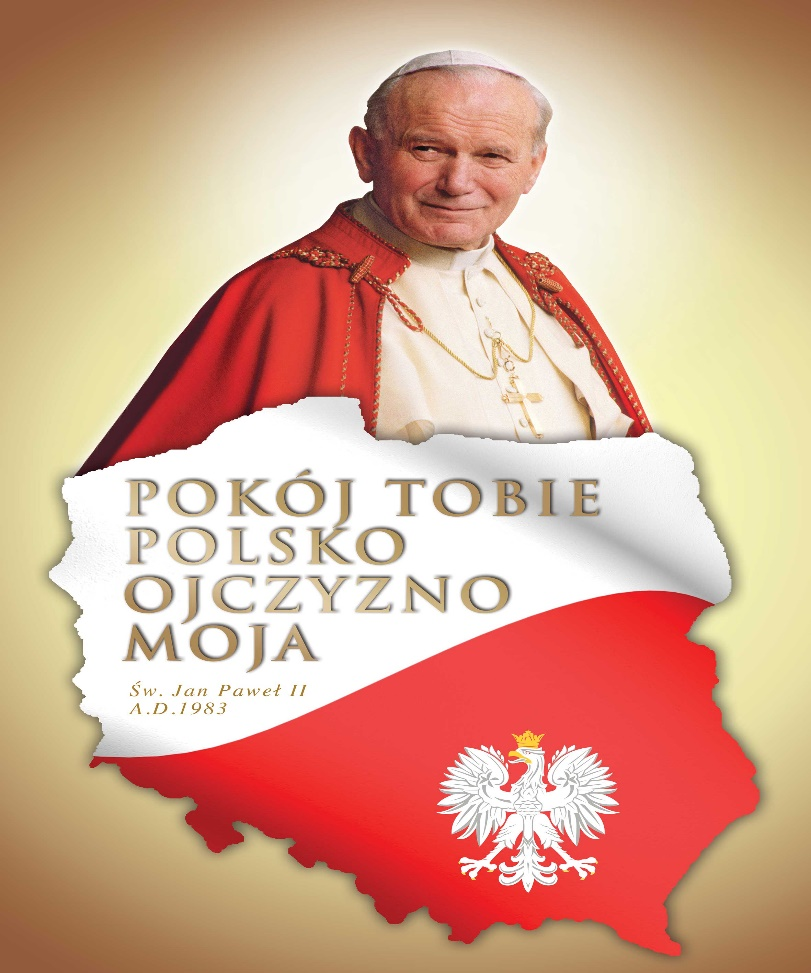 POKÓJ TOBIE
POLSKO
OJCZYZNO
MOJA
Św. Jan Paweł II
A.D.1983